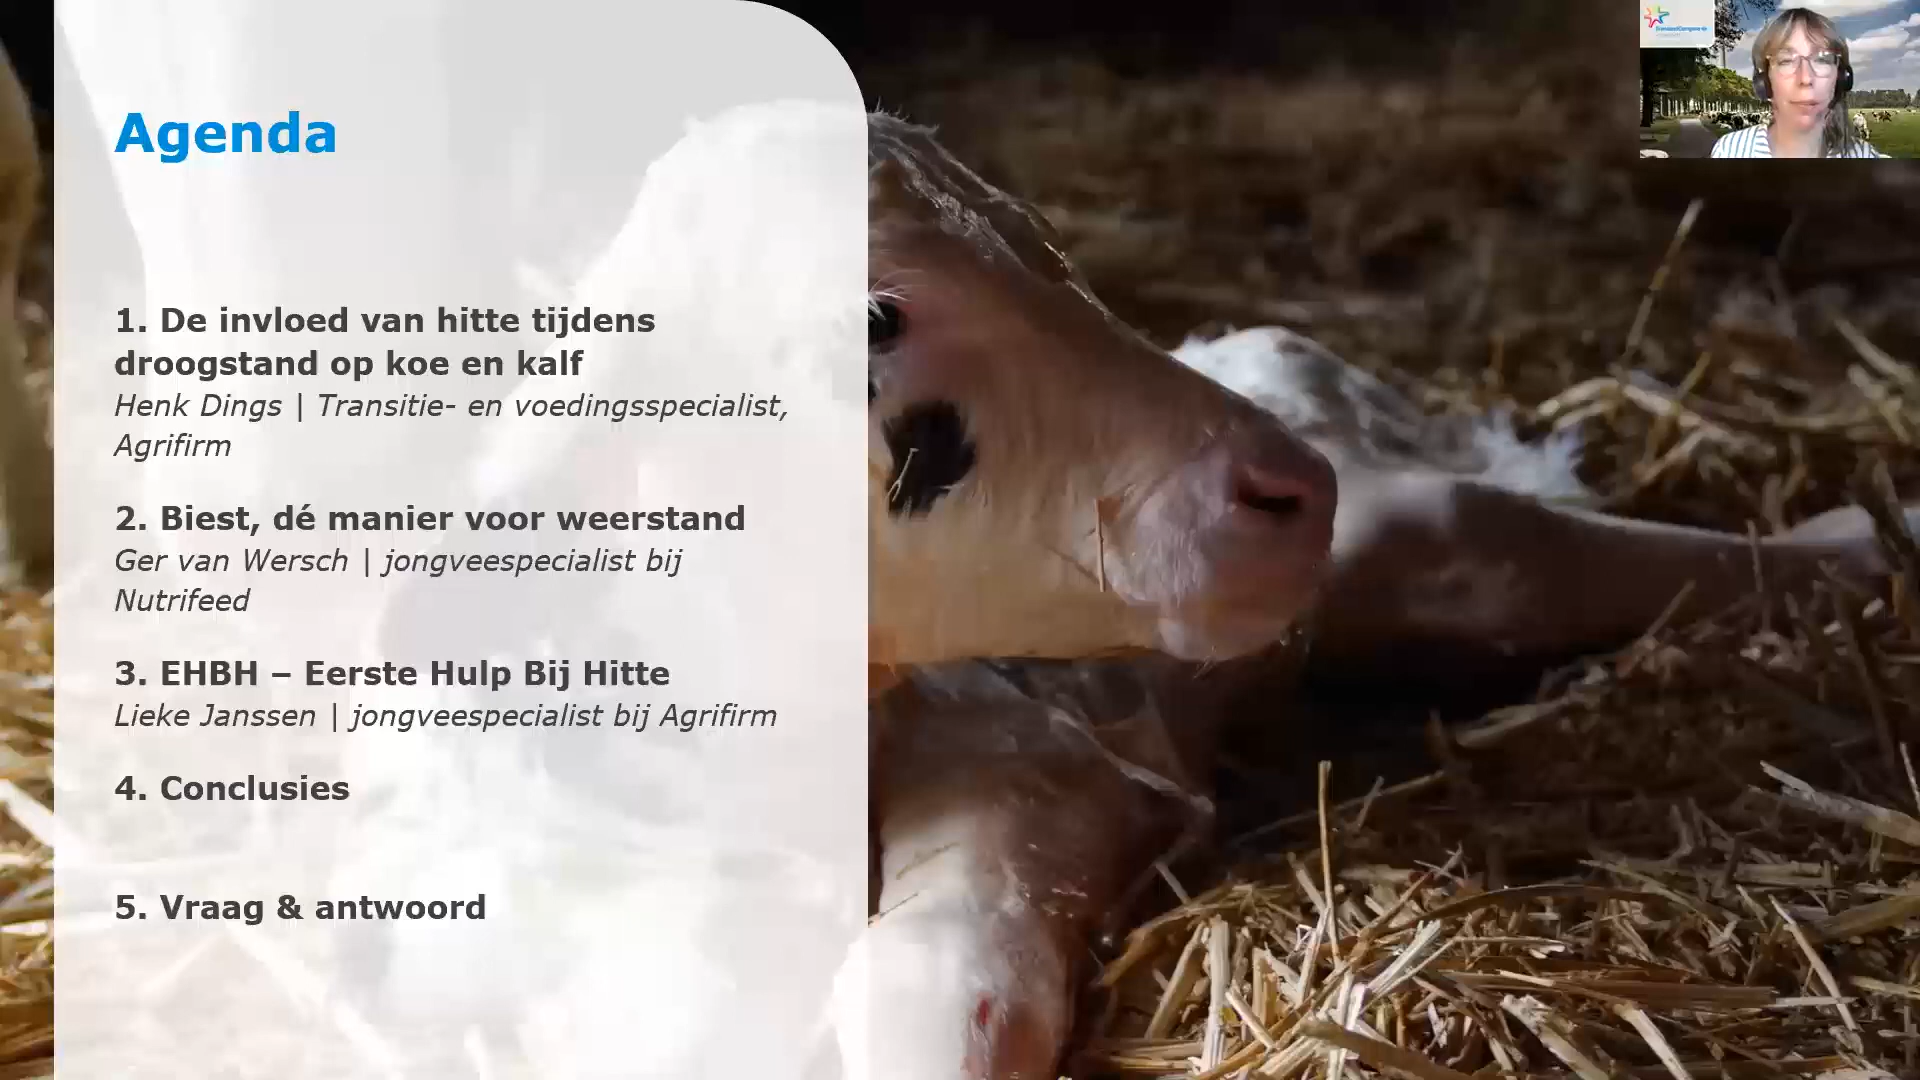 Agenda
1. De invloed van hitte tijdens
droogstand op koe en kalf
Henk Dings | Transitie- en voedingsspecialist,
Agrifirm
2. Biest, dé manier voor weerstand
Ger van Wersch | jongveespecialist bij
Nutrifeed
3. EHBH – Eerste Hulp Bij Hitte
Lieke Janssen | jongveespecialist bij Agrifirm
4. Conclusies
5. Vraag & antwoord